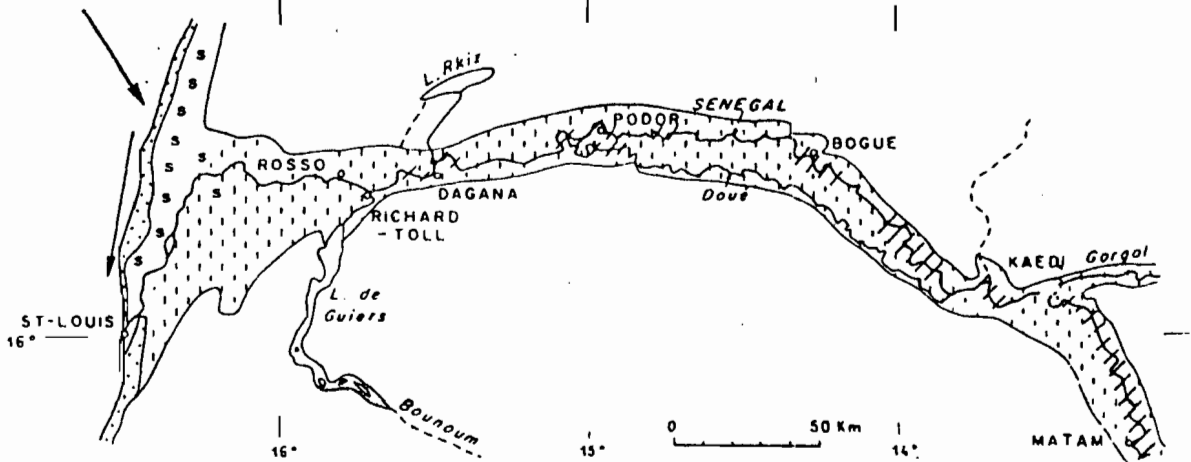 L. Rkiz
SENEGAL
PODOR
BOGUE
ROSSO
DAGANA
Doué
RICHARD
-TOLL
KAEDI
Gorgol
S
S
S
S
S
S
S
S
S
L. de
Guiers
ST-LOUIS
16°
Bounoum
0 50 Km
16°
15°
14°
MATAM